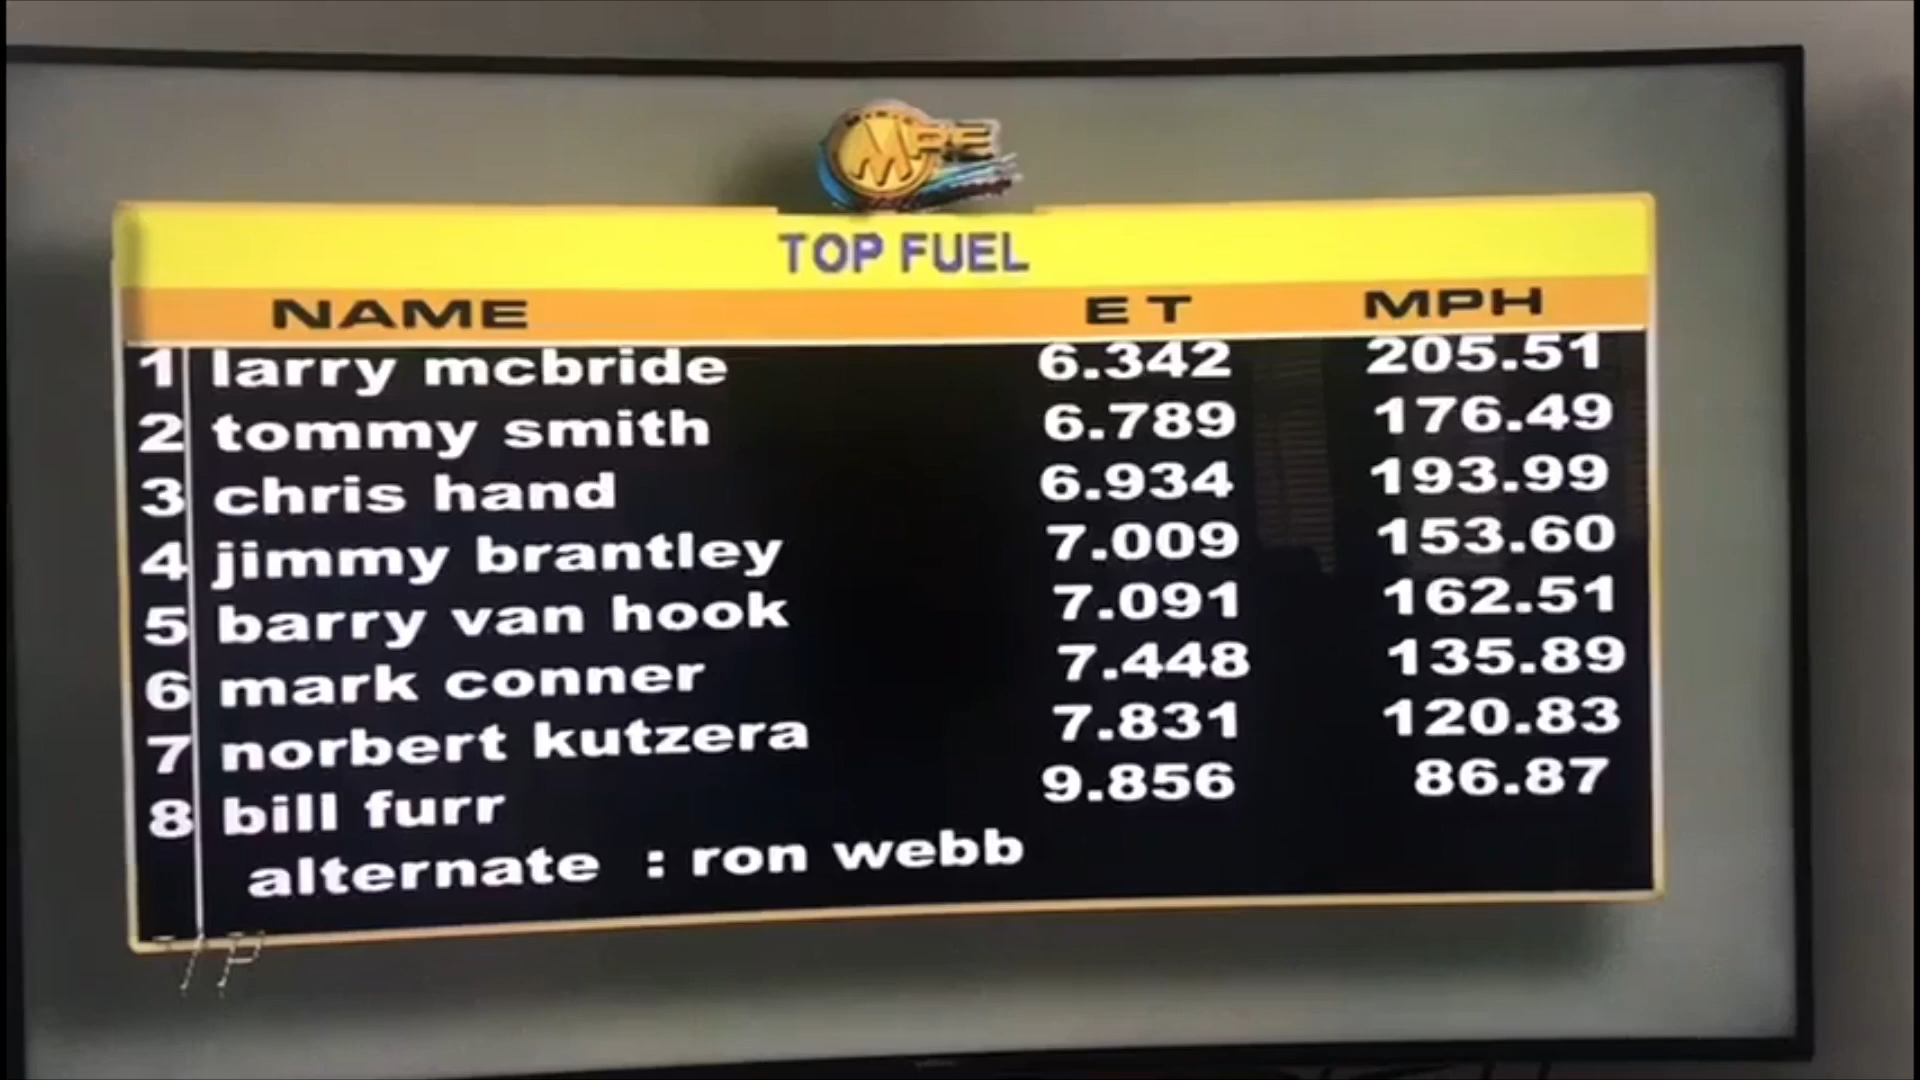 MRE
TOP FUEL
NAME ET MPH
1 larry mcbride 6.342 205.51
2 tommy smith 6.789 176.49
3 chris hand 6.934 193.99
4 jimmy brantley 7.009 153.60
5 barry van hook 7.091 162.51
6 mark conner 7.448 135.89
7 norbert kutzera 7.831 120.83
8 bill furr 9.856 86.87
alternate : ron webb